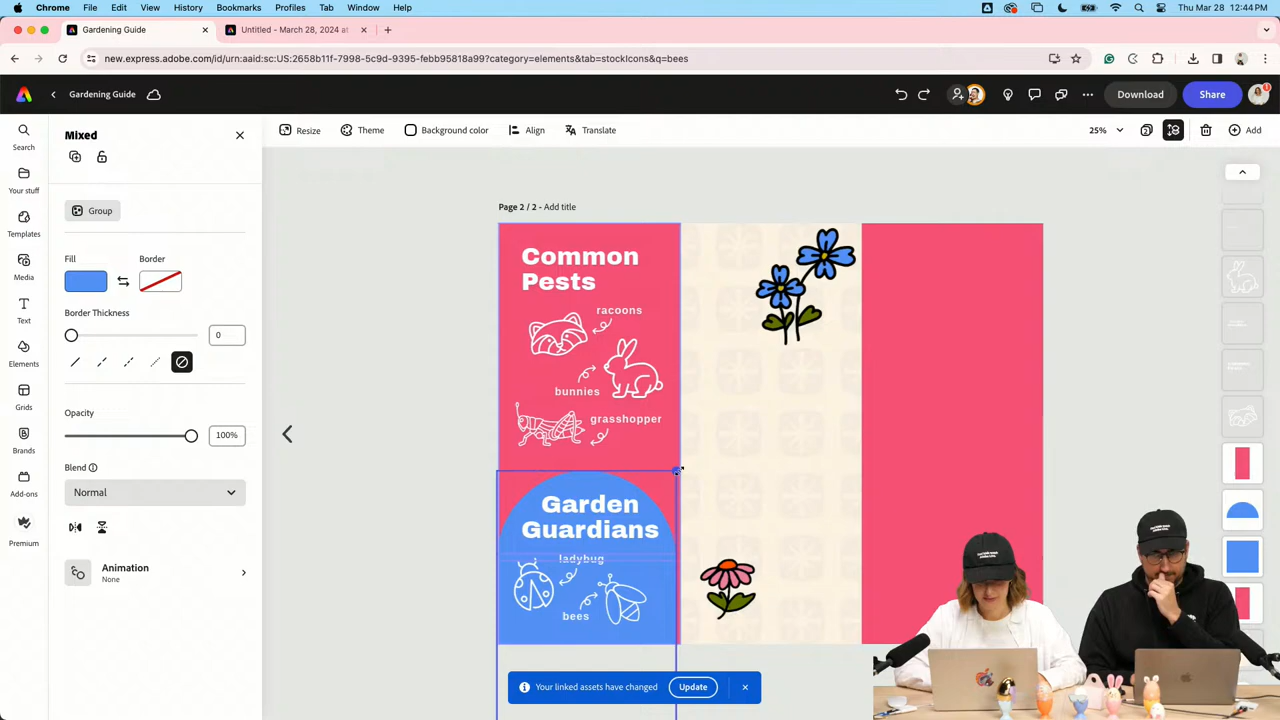 Chrome File Edit View History Bookmarks Profiles Tab Window Help Thu Mar 28 12:44 PM
Gardening Guide Untitled - March 28, 2024 at
new.express.adobe.com/id/urn:aaid:sc:US:2658b11f-7998-5c9d-9395-febb95818a99?category=elements&tab=stockIcons&q=bees
Gardening Guide Download Share
Resize Theme Background color Align Translate 25% 2 Add
Search
Your stuff
Templates
Media
Text
Elements
Grids
Brands
Add-ons
Premium
Mixed
Group
Fill Border
Border Thickness
0
Opacity
100%
Blend
Normal
Animation
None
Page 2 / 2 - Add title
Common
Pests
racoons
bunnies
grasshopper
Garden
Guardians
ladybug
bees
Your linked assets have changed Update